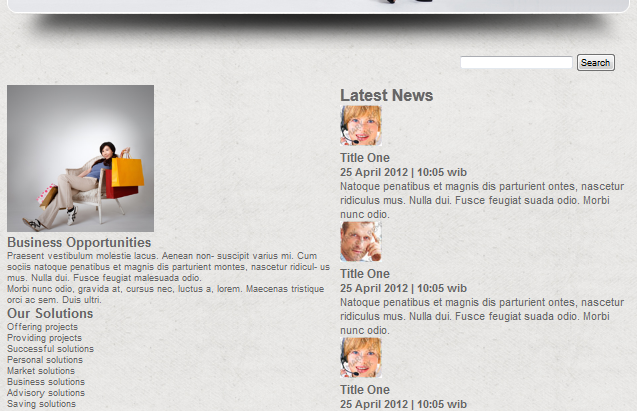 Search
Business Opportunities
Praesent vestibulum molestie lacus. Aenean non- suscipit varius mi. Cum
sociis natoque penatibus et magnis dis parturient montes, nascetur ridicul- us
mus. Nulla dui. Fusce feugiat malesuada odio.
Morbi nunc odio, gravida at, cursus nec, luctus a, lorem. Maecenas tristique
orci ac sem. Duis ultri.
Our Solutions
Offering projects
Providing projects
Successful solutions
Personal solutions
Market solutions
Business solutions
Advisory solutions
Saving solutions
Latest News
Title One
25 April 2012 | 10:05 wib
Natoque penatibus et magnis dis parturient ontes, nascetur
ridiculus mus. Nulla dui. Fusce feugiat suada odio. Morbi
nunc odio.
Title One
25 April 2012 | 10:05 wib
Natoque penatibus et magnis dis parturient ontes, nascetur
ridiculus mus. Nulla dui. Fusce feugiat suada odio. Morbi
nunc odio.
Title One
25 April 2012 | 10:05 wib